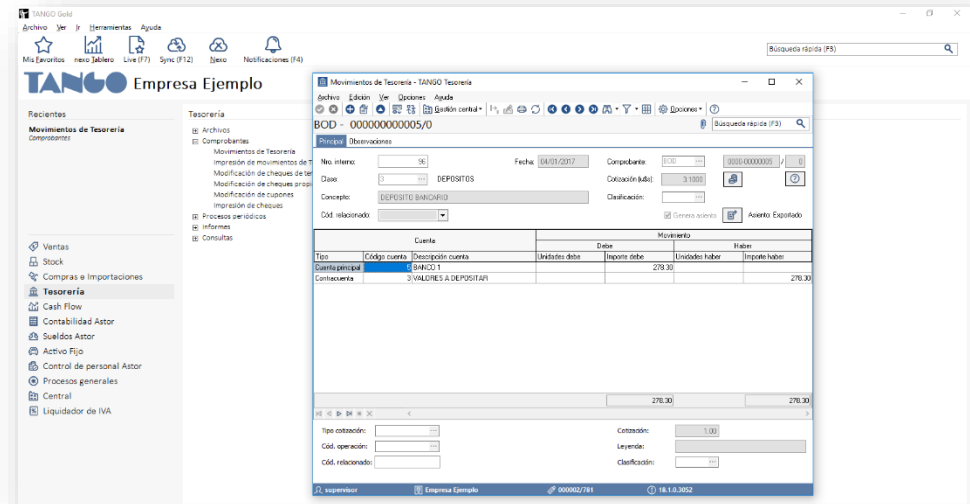 TANGO Gold
Archivo Ver Ir Herramientas Ayuda
Mis Favoritos nexo Tablero Live (F7) Sync (F12) Nexo Notificaciones (F4)
Búsqueda rápida (F3)
TANGO Empresa Ejemplo
Recientes
Movimientos de Tesorería
Comprobantes
Ventas
Stock
Compras e Importaciones
Tesorería
Cash Flow
Contabilidad Astor
Sueldos Astor
Activo Fijo
Control de personal Astor
Procesos generales
Central
Liquidador de IVA
Tesorería
Archivos
Comprobantes
Movimientos de Tesorería
Impresión de movimientos de T
Modificación de cheques de ter
Modificación de cheques propi
Modificación de cupones
Impresión de cheques
Procesos periódicos
Informes
Consultas
Movimientos de Tesorería - TANGO Tesorería
Archivo Edición Ver Opciones Ayuda
Gestión central Opciones
BOD - 000000000005/0
Búsqueda rápida (F3)
Principal Observaciones
Nro. interno: 96 Fecha: 04/01/2017 Comprobante: BOD 0000-00000005 / 0
Clase: 3 DEPOSITOS Cotización (u$s): 3.1000
Concepto: DEPOSITO BANCARIO Clasificación:
Cód. relacionado: Genera asiento Asiento: Exportado
Cuenta Movimiento
Debe Haber
Tipo Código cuenta Descripción cuenta Unidades debe Importe debe Unidades haber Importe haber
Cuenta principal BANCO 1 278.30
Contracuenta 3 VALORES A DEPOSITAR 278.30
278.30 278.30
Tipo cotización: Cotización: 1.00
Cód. operación: Leyenda:
Cód. relacionado: Clasificación:
supervisor Empresa Ejemplo 000002/781 18.1.0.3052